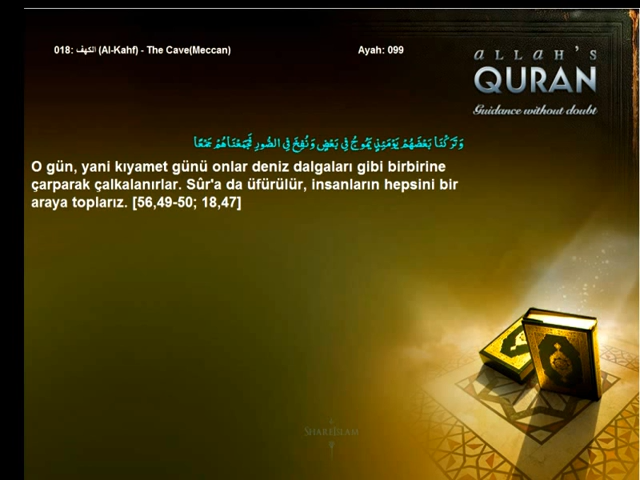 018: الكهف (Al-Kahf) - The Cave(Meccan) Ayah: 099
ALLAH'S
QURAN
Guidance without doubt
وَتَرَكْنَا بَعْضَهُمْ يَوْمَئِذٍ يَمُوجُ فِي بَعْضٍ وَنُفِخَ فِي الصُّورِ فَجَمَعْنَاهُمْ جَمْعًا
O gün, yani kıyamet günü onlar deniz dalgaları gibi birbirine
çarparak çalkalanırlar. Sûr'a da üfürülür, insanların hepsini bir
araya toplarız. [56,49-50; 18,47]
SHAREISLAM